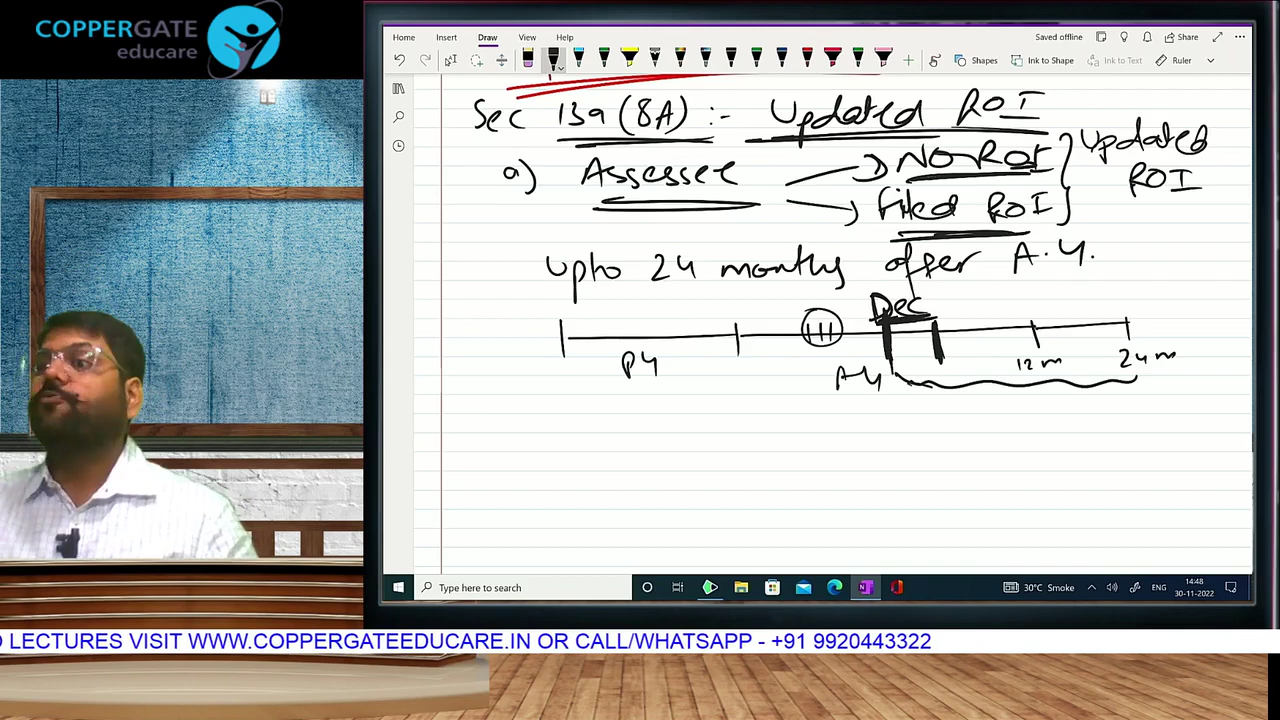 COPPERGATE
educare
Home Insert Draw View Help
Saved offline
Share
Shapes
Ink to Shape
Ink to Text
Ink to Math
Ruler
Sec 139(8A) :- Updated ROI
a) Assessee → NO ROI
→ Filed ROI
Updated
ROI
upto 24 months after A.Y.
Dec
PY
AY
12m
24m
Type here to search
30°C Smoke
ENG
14:48
30-11-2022
LECTURES VISIT WWW.COPPERGATEEDUCARE.IN OR CALL/WHATSAPP - +91 9920443322